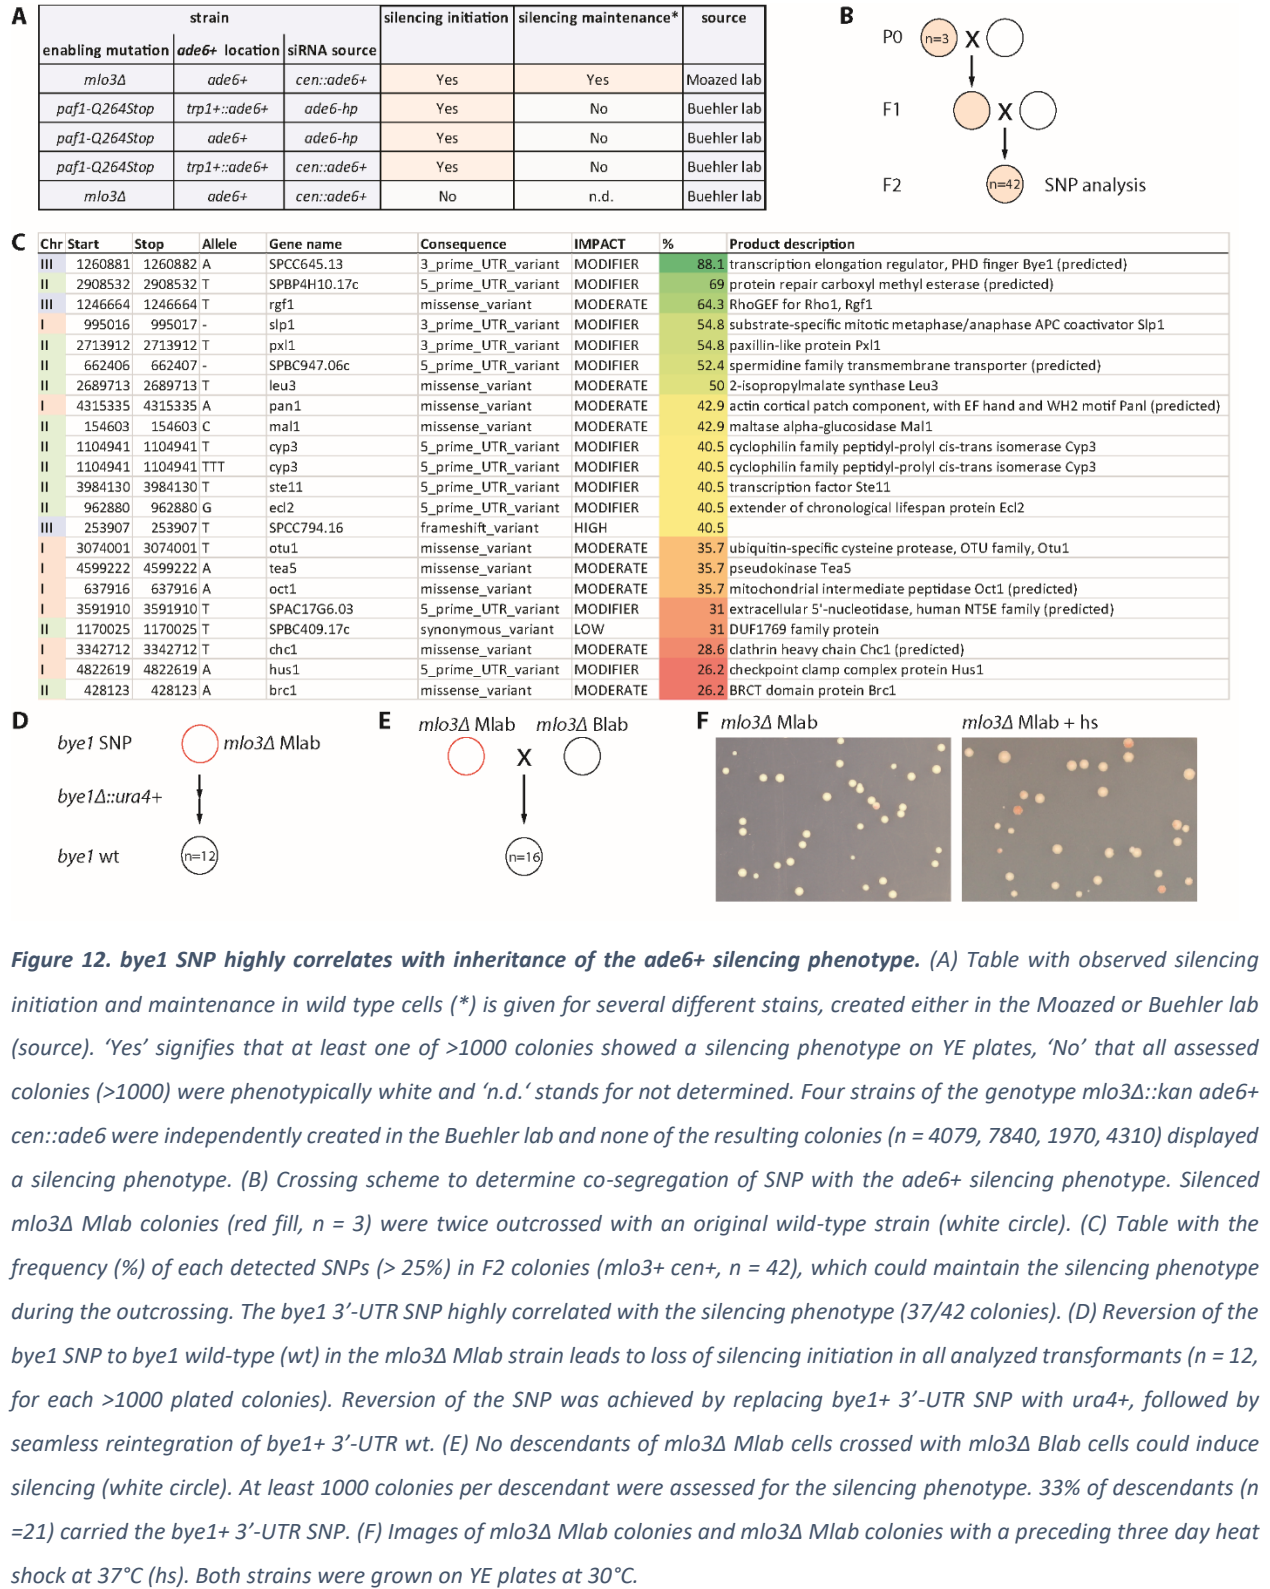 A
strain silencing initiation silencing maintenance* source
enabling mutation ade6+ location siRNA source
mlo3Δ ade6+ cen::ade6+ Yes Yes Moazed lab
paf1-Q264Stop trp1+::ade6+ ade6-hp Yes No Buehler lab
paf1-Q264Stop ade6+ ade6-hp Yes No Buehler lab
paf1-Q264Stop trp1+::ade6+ cen::ade6+ Yes No Buehler lab
mlo3Δ ade6+ cen::ade6+ No n.d. Buehler lab
B
P0 n=3 X
F1 X
F2 n=42 SNP analysis
C
Chr Start Stop Allele Gene name Consequence IMPACT % Product description
III 1260881 1260882 A SPCC645.13 3_prime_UTR_variant MODIFIER 88.1 transcription elongation regulator, PHD finger Bye1 (predicted)
II 2908532 2908532 T SPBP4H10.17c 5_prime_UTR_variant MODIFIER 69 protein repair carboxyl methyl esterase (predicted)
III 1246664 1246664 T rgf1 missense_variant MODERATE 64.3 RhoGEF for Rho1, Rgf1
I 995016 995017 - slp1 3_prime_UTR_variant MODIFIER 54.8 substrate-specific mitotic metaphase/anaphase APC coactivator Slp1
II 2713912 2713912 T pxl1 3_prime_UTR_variant MODIFIER 54.8 paxillin-like protein Pxl1
II 662406 662407 - SPBC947.06c 5_prime_UTR_variant MODIFIER 52.4 spermidine family transmembrane transporter (predicted)
II 2689713 2689713 T leu3 missense_variant MODERATE 50 2-isopropylmalate synthase Leu3
I 4315335 4315335 A pan1 missense_variant MODERATE 42.9 actin cortical patch component, with EF hand and WH2 motif PanI (predicted)
II 154603 154603 C mal1 missense_variant MODERATE 42.9 maltase alpha-glucosidase Mal1
II 1104941 1104941 T cyp3 5_prime_UTR_variant MODIFIER 40.5 cyclophilin family peptidyl-prolyl cis-trans isomerase Cyp3
II 1104941 1104941 TTT cyp3 5_prime_UTR_variant MODIFIER 40.5 cyclophilin family peptidyl-prolyl cis-trans isomerase Cyp3
II 3984130 3984130 T ste11 5_prime_UTR_variant MODIFIER 40.5 transcription factor Ste11
II 962880 962880 G ecl2 5_prime_UTR_variant MODIFIER 40.5 extender of chronological lifespan protein Ecl2
III 253907 253907 T SPCC794.16 frameshift_variant HIGH 40.5
I 3074001 3074001 T otu1 missense_variant MODERATE 35.7 ubiquitin-specific cysteine protease, OTU family, Otu1
I 4599222 4599222 A tea5 missense_variant MODERATE 35.7 pseudokinase Tea5
I 637916 637916 A oct1 missense_variant MODERATE 35.7 mitochondrial intermediate peptidase Oct1 (predicted)
I 3591910 3591910 T SPAC17G6.03 5_prime_UTR_variant MODIFIER 31 extracellular 5'-nucleotidase, human NT5E family (predicted)
II 1170025 1170025 T SPBC409.17c synonymous_variant LOW 31 DUF1769 family protein
I 3342712 3342712 T chc1 missense_variant MODERATE 28.6 clathrin heavy chain Chc1 (predicted)
I 4822619 4822619 A hus1 5_prime_UTR_variant MODIFIER 26.2 checkpoint clamp complex protein Hus1
II 428123 428123 A brc1 missense_variant MODERATE 26.2 BRCT domain protein Brc1
D
bye1 SNP mlo3Δ Mlab
bye1Δ::ura4+
bye1 wt n=12
E
mlo3Δ Mlab mlo3Δ Blab
X
n=16
F
mlo3Δ Mlab mlo3Δ Mlab + hs
Figure 12. bye1 SNP highly correlates with inheritance of the ade6+ silencing phenotype. (A) Table with observed silencing
initiation and maintenance in wild type cells (*) is given for several different stains, created either in the Moazed or Buehler lab
(source). ‘Yes’ signifies that at least one of >1000 colonies showed a silencing phenotype on YE plates, ‘No’ that all assessed
colonies (>1000) were phenotypically white and ‘n.d.‘ stands for not determined. Four strains of the genotype mlo3Δ::kan ade6+
cen::ade6 were independently created in the Buehler lab and none of the resulting colonies (n = 4079, 7840, 1970, 4310) displayed
a silencing phenotype. (B) Crossing scheme to determine co-segregation of SNP with the ade6+ silencing phenotype. Silenced
mlo3Δ Mlab colonies (red fill, n = 3) were twice outcrossed with an original wild-type strain (white circle). (C) Table with the
frequency (%) of each detected SNPs (> 25%) in F2 colonies (mlo3+ cen+, n = 42), which could maintain the silencing phenotype
during the outcrossing. The bye1 3’-UTR SNP highly correlated with the silencing phenotype (37/42 colonies). (D) Reversion of the
bye1 SNP to bye1 wild-type (wt) in the mlo3Δ Mlab strain leads to loss of silencing initiation in all analyzed transformants (n = 12,
for each >1000 plated colonies). Reversion of the SNP was achieved by replacing bye1+ 3’-UTR SNP with ura4+, followed by
seamless reintegration of bye1+ 3’-UTR wt. (E) No descendants of mlo3Δ Mlab cells crossed with mlo3Δ Blab cells could induce
silencing (white circle). At least 1000 colonies per descendant were assessed for the silencing phenotype. 33% of descendants (n
=21) carried the bye1+ 3’-UTR SNP. (F) Images of mlo3Δ Mlab colonies and mlo3Δ Mlab colonies with a preceding three day heat
shock at 37°C (hs). Both strains were grown on YE plates at 30°C.